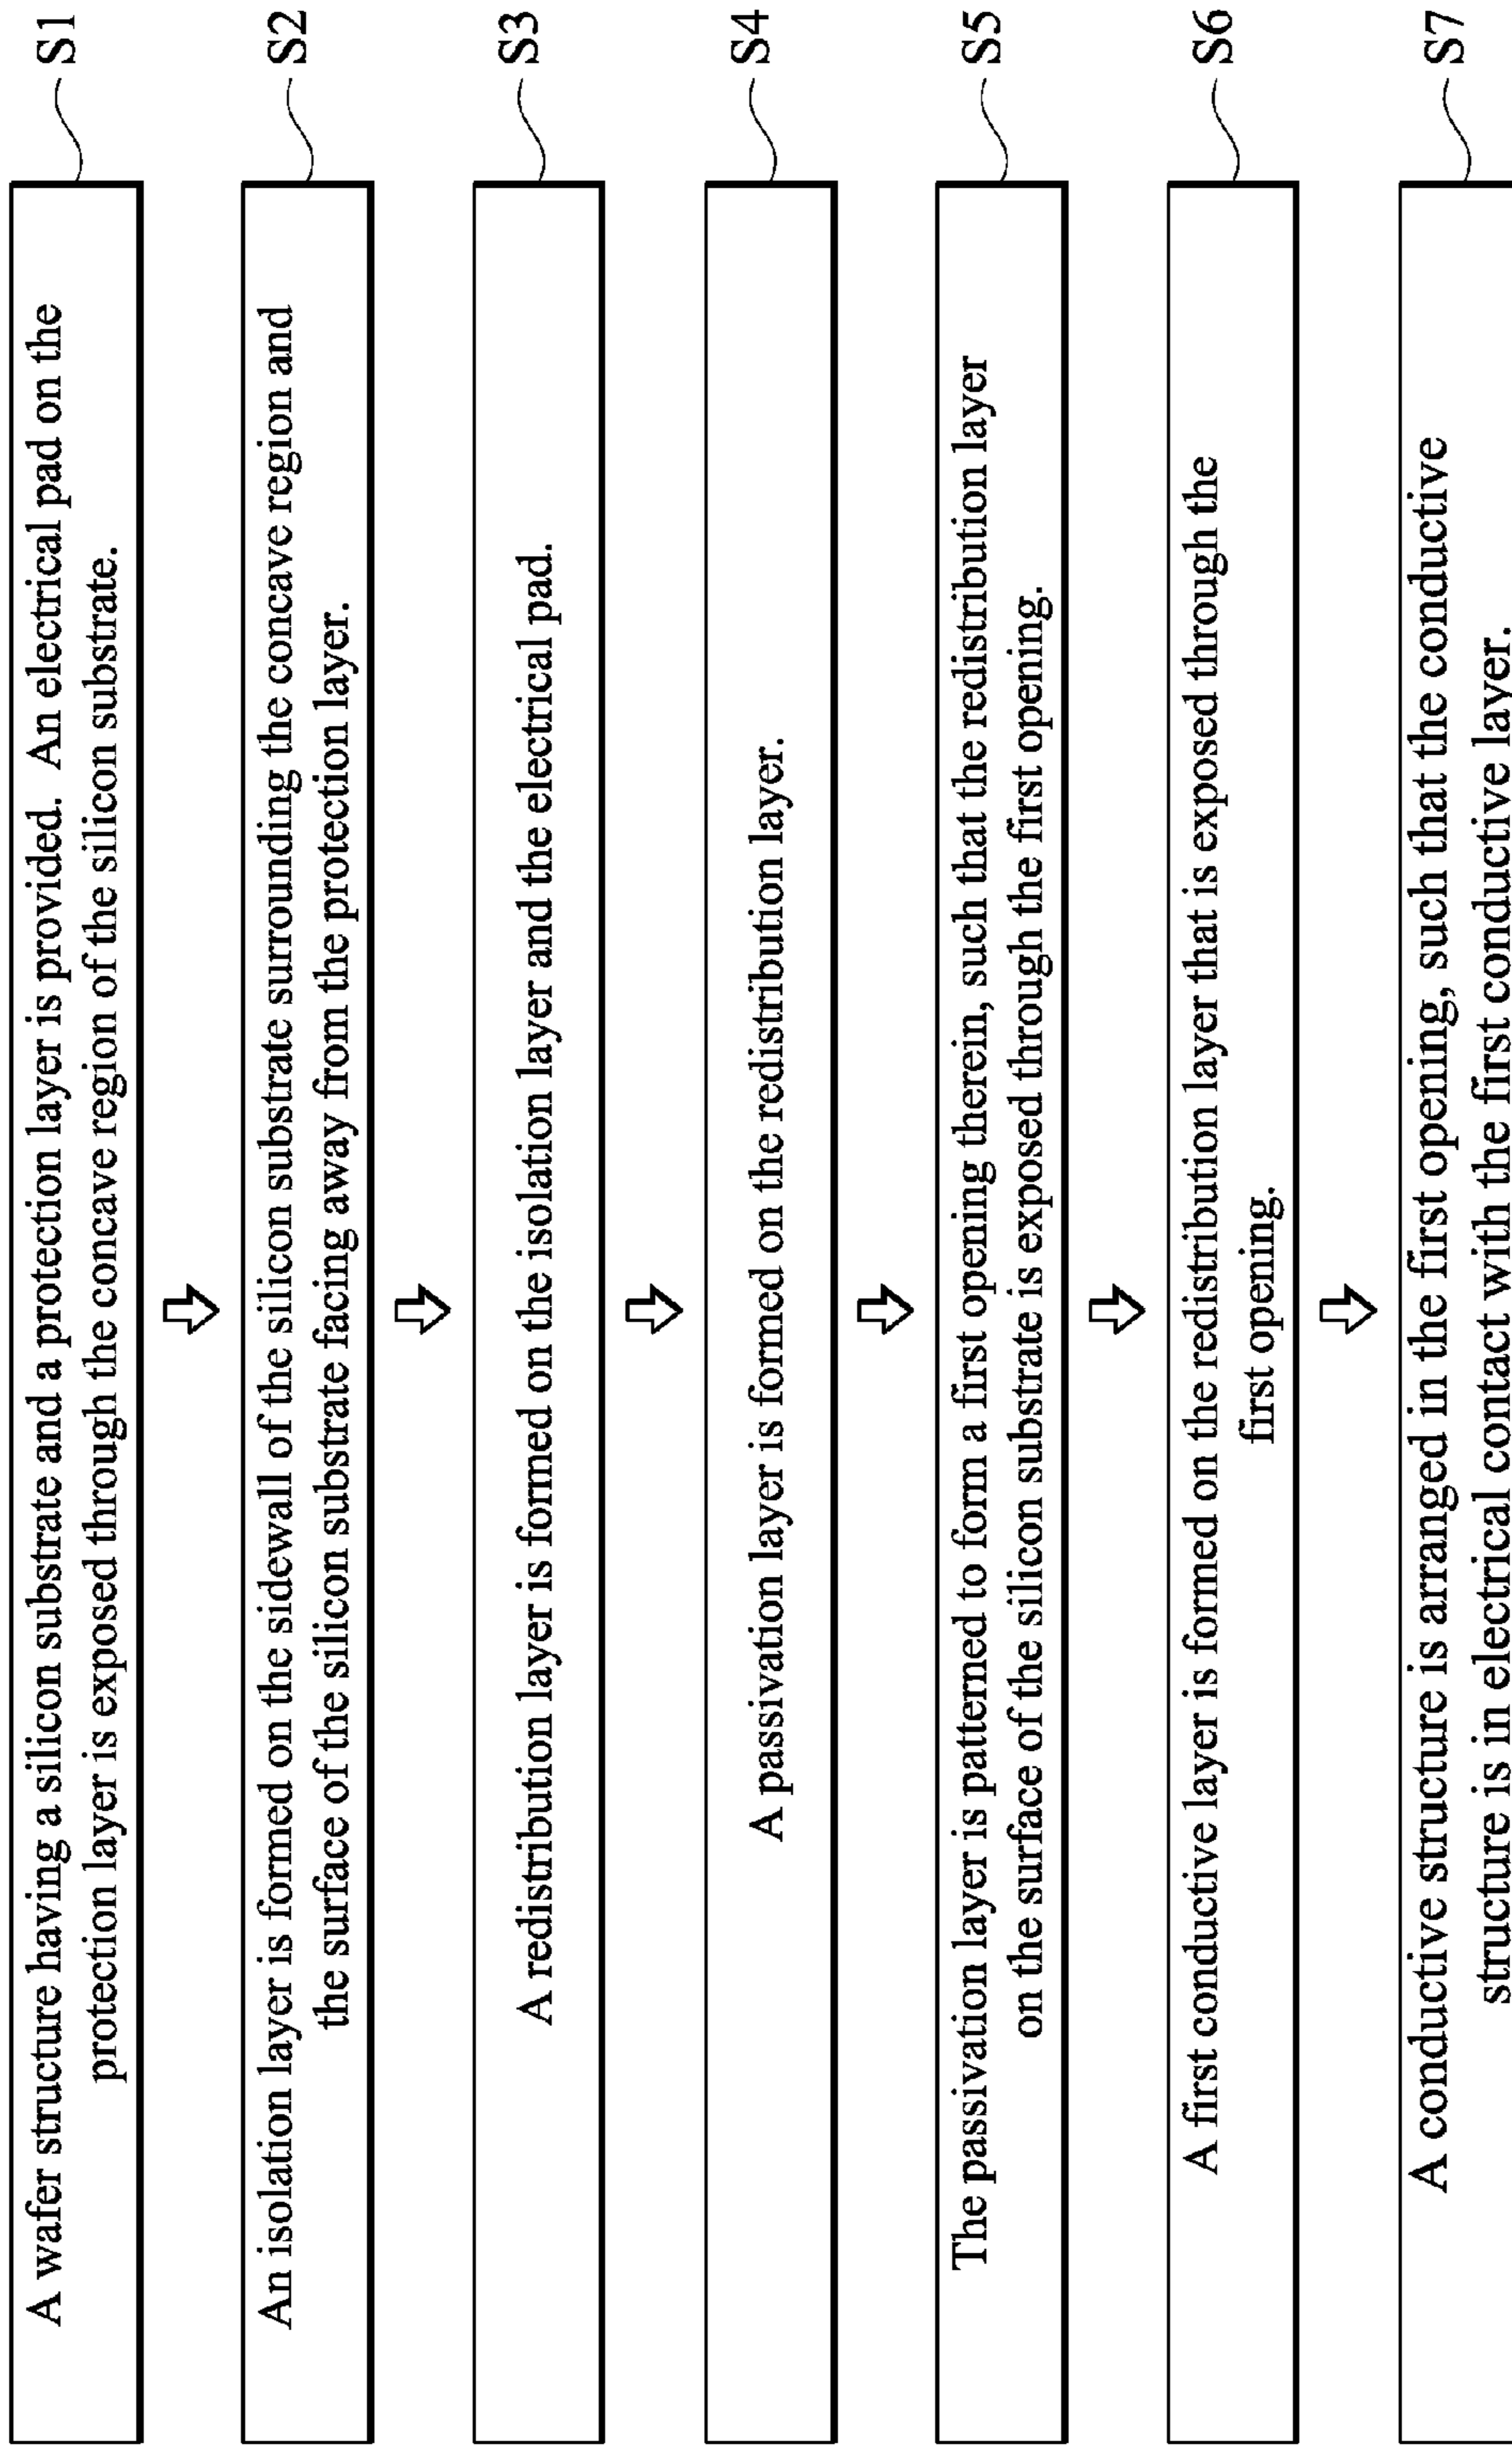 A wafer structure having a silicon substrate and a protection layer is provided. An electrical pad on the
protection layer is exposed through the concave region of the silicon substrate.
S1
An isolation layer is formed on the sidewall of the silicon substrate surrounding the concave region and
the surface of the silicon substrate facing away from the protection layer.
S2
A redistribution layer is formed on the isolation layer and the electrical pad.
S3
A passivation layer is formed on the redistribution layer.
S4
The passivation layer is patterned to form a first opening therein, such that the redistribution layer
on the surface of the silicon substrate is exposed through the first opening.
S5
A first conductive layer is formed on the redistribution layer that is exposed through the
first opening.
S6
A conductive structure is arranged in the first opening, such that the conductive
structure is in electrical contact with the first conductive layer.
S7